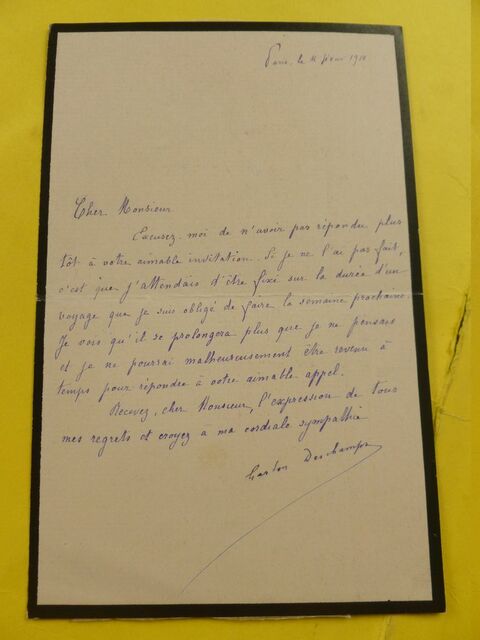 Paris, le 11 février 1910
Cher Monsieur
Excusez-moi de n'avoir pas répondu plus
tôt à votre aimable invitation. Si je ne l'ai pas fait,
c'est que j'attendais d'être fixé sur la durée d'un
voyage que je suis obligé de faire la semaine prochaine.
Je vois qu'il se prolongera plus que je ne pensais
et je ne pourrai malheureusement être revenu à
temps pour répondre à votre aimable appel.
Recevez, cher Monsieur, l'expression de tous
mes regrets et croyez a ma cordiale sympathie
Gaston Deschamps